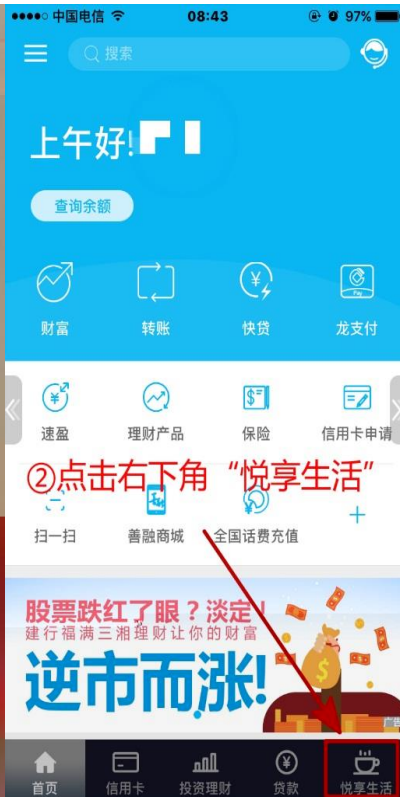 中国电信 08:43 97%
搜索
上午好!
查询余额
财富 转账 快贷 龙支付
速盈 理财产品 保险 信用卡申请
②点击右下角“悦享生活”
扫一扫 善融商城 全国话费充值
股票跌红了眼？淡定！
建行福满三湘理财让你的财富
逆市而涨!
广告
首页 信用卡 投资理财 贷款 悦享生活